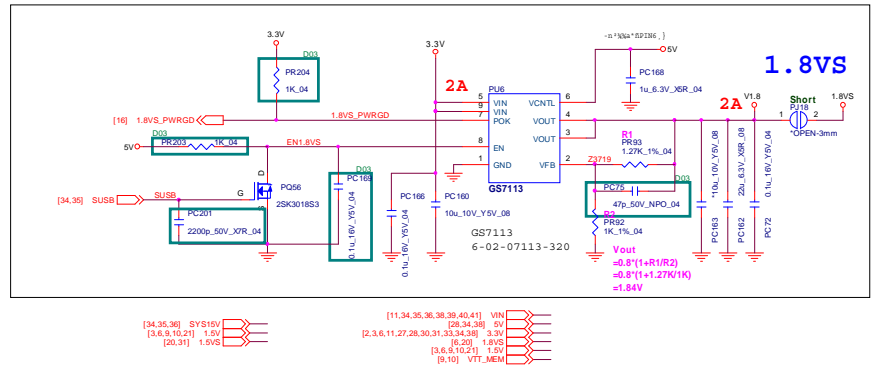 3.3V
D03
PR204
1K_04
[16] 1.8VS_PWRGD
1.8VS_PWRGD
D03
5V
PR203
1K_04
EN1.8VS
D
G
S
[34,35] SUSB
SUSB
PQ56
2SK3018S3
PC201
2200p_50V_X7R_04
D03
PC169
0.1u_16V_Y5V_04
3.3V
2A
PC166
0.1u_16V_Y5V_04
PC160
10u_10V_Y5V_08
PU6
5 VIN
9 VIN
7 POK
8 EN
1 GND
VCNTL 6
VOUT 4
VOUT 3
VFB 2
GS7113
GS7113
6-02-07113-320
5V
PC168
1u_6.3V_X5R_04
1.8VS
2A
V1.8
Short
PJ18
1 2
*OPEN-3mm
1.8VS
R1
PR93
1.27K_1%_04
Z3719
D03
PC75
47p_50V_NPO_04
R2
PR92
1K_1%_04
*10u_10V_Y5V_08
PC163
22u_6.3V_X5R_08
PC162
0.1u_16V_Y5V_04
PC72
Vout
=0.8*(1+R1/R2)
=0.8*(1+1.27K/1K)
=1.84V
[34,35,36] SYS15V
[3,6,9,10,21] 1.5V
[20,31] 1.5VS
[11,34,35,36,38,39,40,41] VIN
[28,34,38] 5V
[2,3,6,11,27,28,30,31,33,34,38] 3.3V
[6,20] 1.8VS
[3,6,9,10,21] 1.5V
[9,10] VTT_MEM